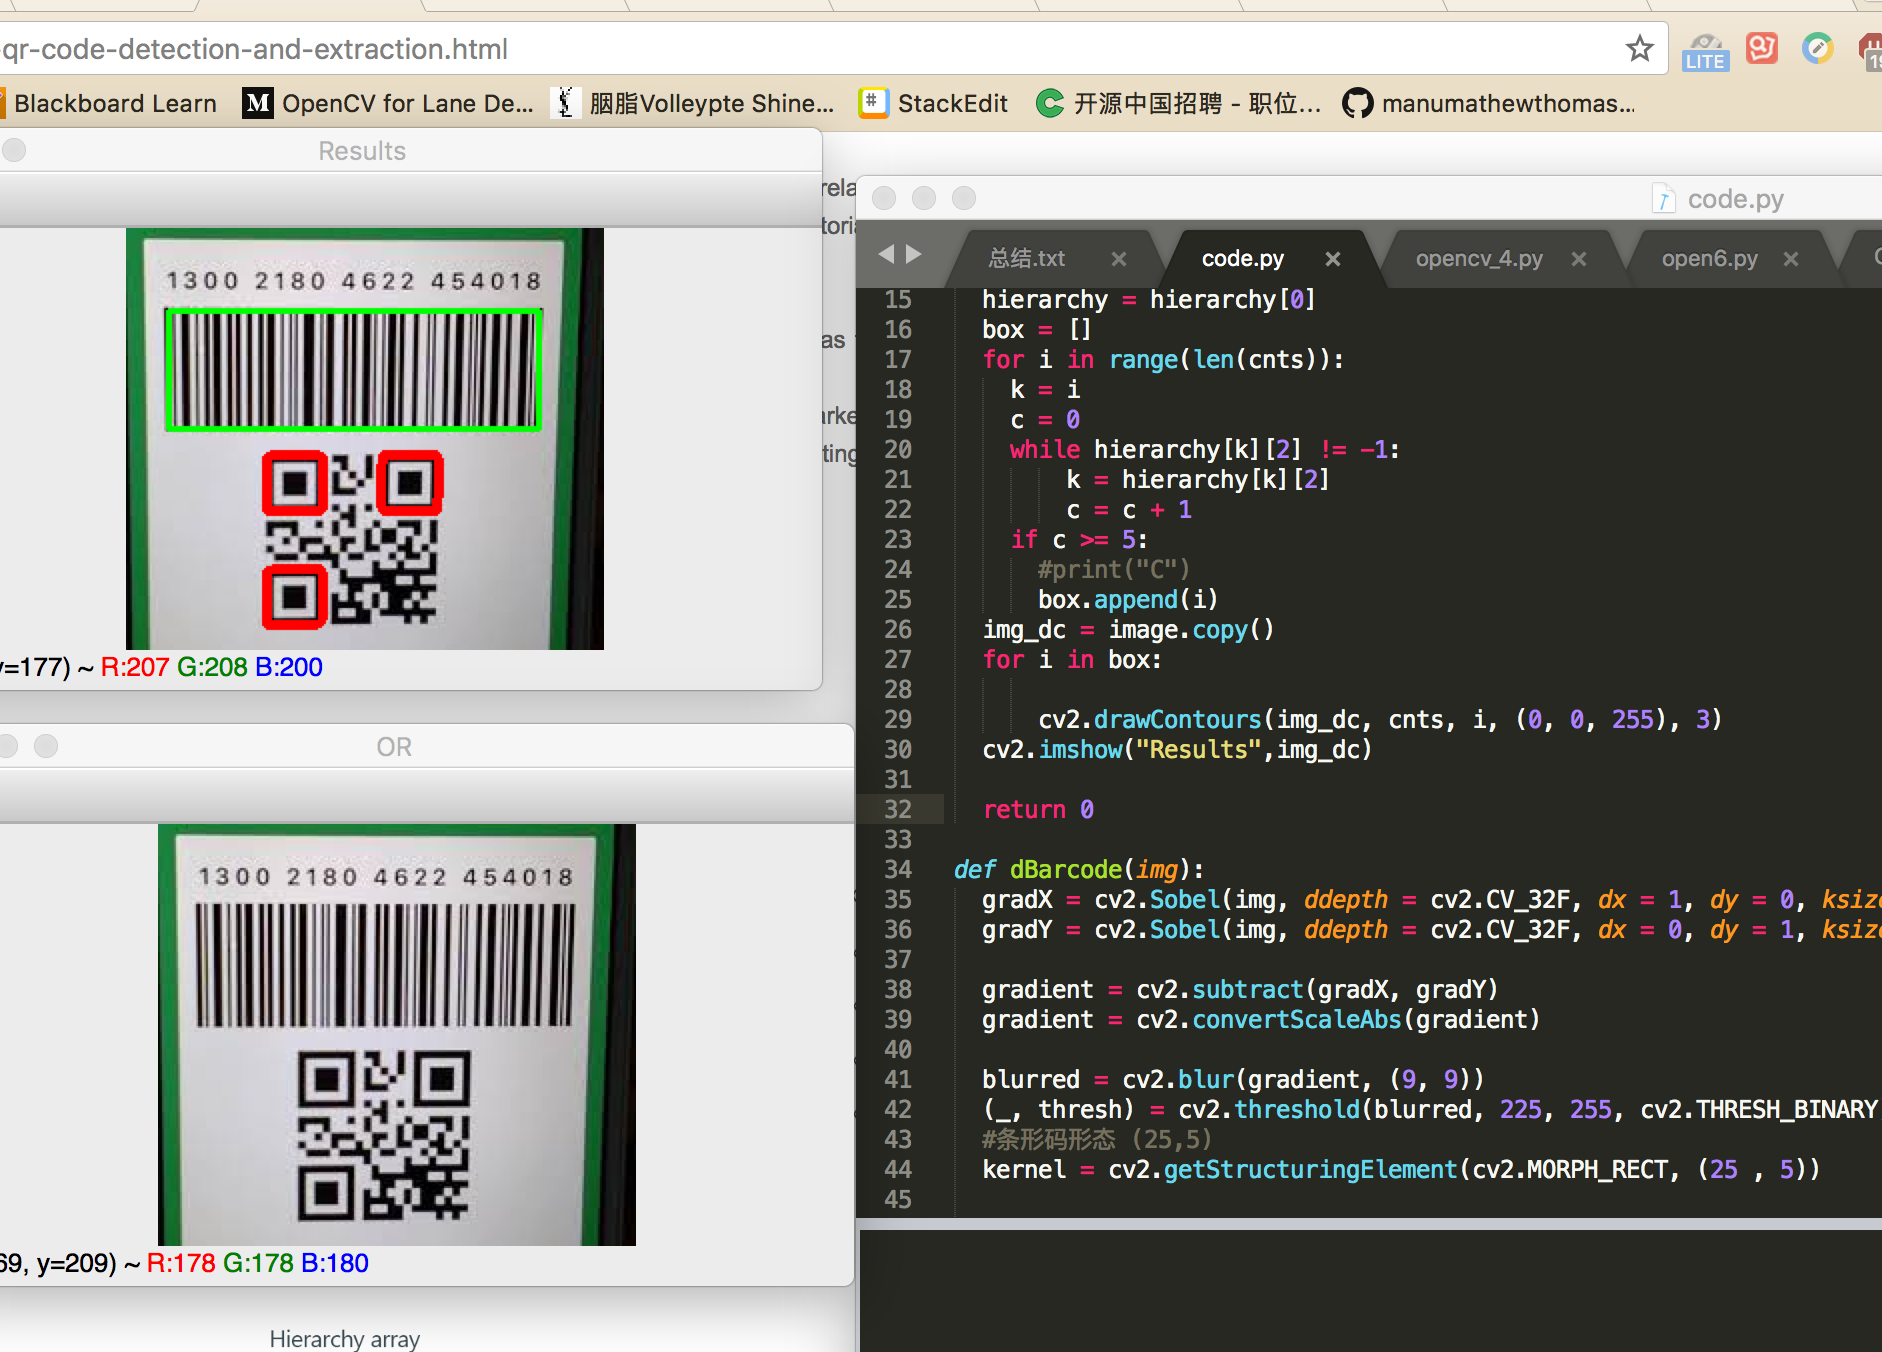 qr-code-detection-and-extraction.html
LITE
Blackboard Learn
OpenCV for Lane De...
胭脂Volleypte Shine...
StackEdit
开源中国招聘 - 职位...
manumathewthomas...
Results
1300 2180 4622 454018
y=177) ~ R:207 G:208 B:200
OR
1300 2180 4622 454018
69, y=209) ~ R:178 G:178 B:180
Hierarchy array
rela
toria
as
arke
ting
code.py
总结.txt
code.py
opencv_4.py
open6.py
15 hierarchy = hierarchy[0]
16 box = []
17 for i in range(len(cnts)):
18 k = i
19 c = 0
20 while hierarchy[k][2] != -1:
21 k = hierarchy[k][2]
22 c = c + 1
23 if c >= 5:
24 #print("C")
25 box.append(i)
26 img_dc = image.copy()
27 for i in box:
28
29 cv2.drawContours(img_dc, cnts, i, (0, 0, 255), 3)
30 cv2.imshow("Results",img_dc)
31
32 return 0
33
34 def dBarcode(img):
35 gradX = cv2.Sobel(img, ddepth = cv2.CV_32F, dx = 1, dy = 0, ksize
36 gradY = cv2.Sobel(img, ddepth = cv2.CV_32F, dx = 0, dy = 1, ksize
37
38 gradient = cv2.subtract(gradX, gradY)
39 gradient = cv2.convertScaleAbs(gradient)
40
41 blurred = cv2.blur(gradient, (9, 9))
42 (_, thresh) = cv2.threshold(blurred, 225, 255, cv2.THRESH_BINARY
43 #条形码形态 (25,5)
44 kernel = cv2.getStructuringElement(cv2.MORPH_RECT, (25 , 5))
45